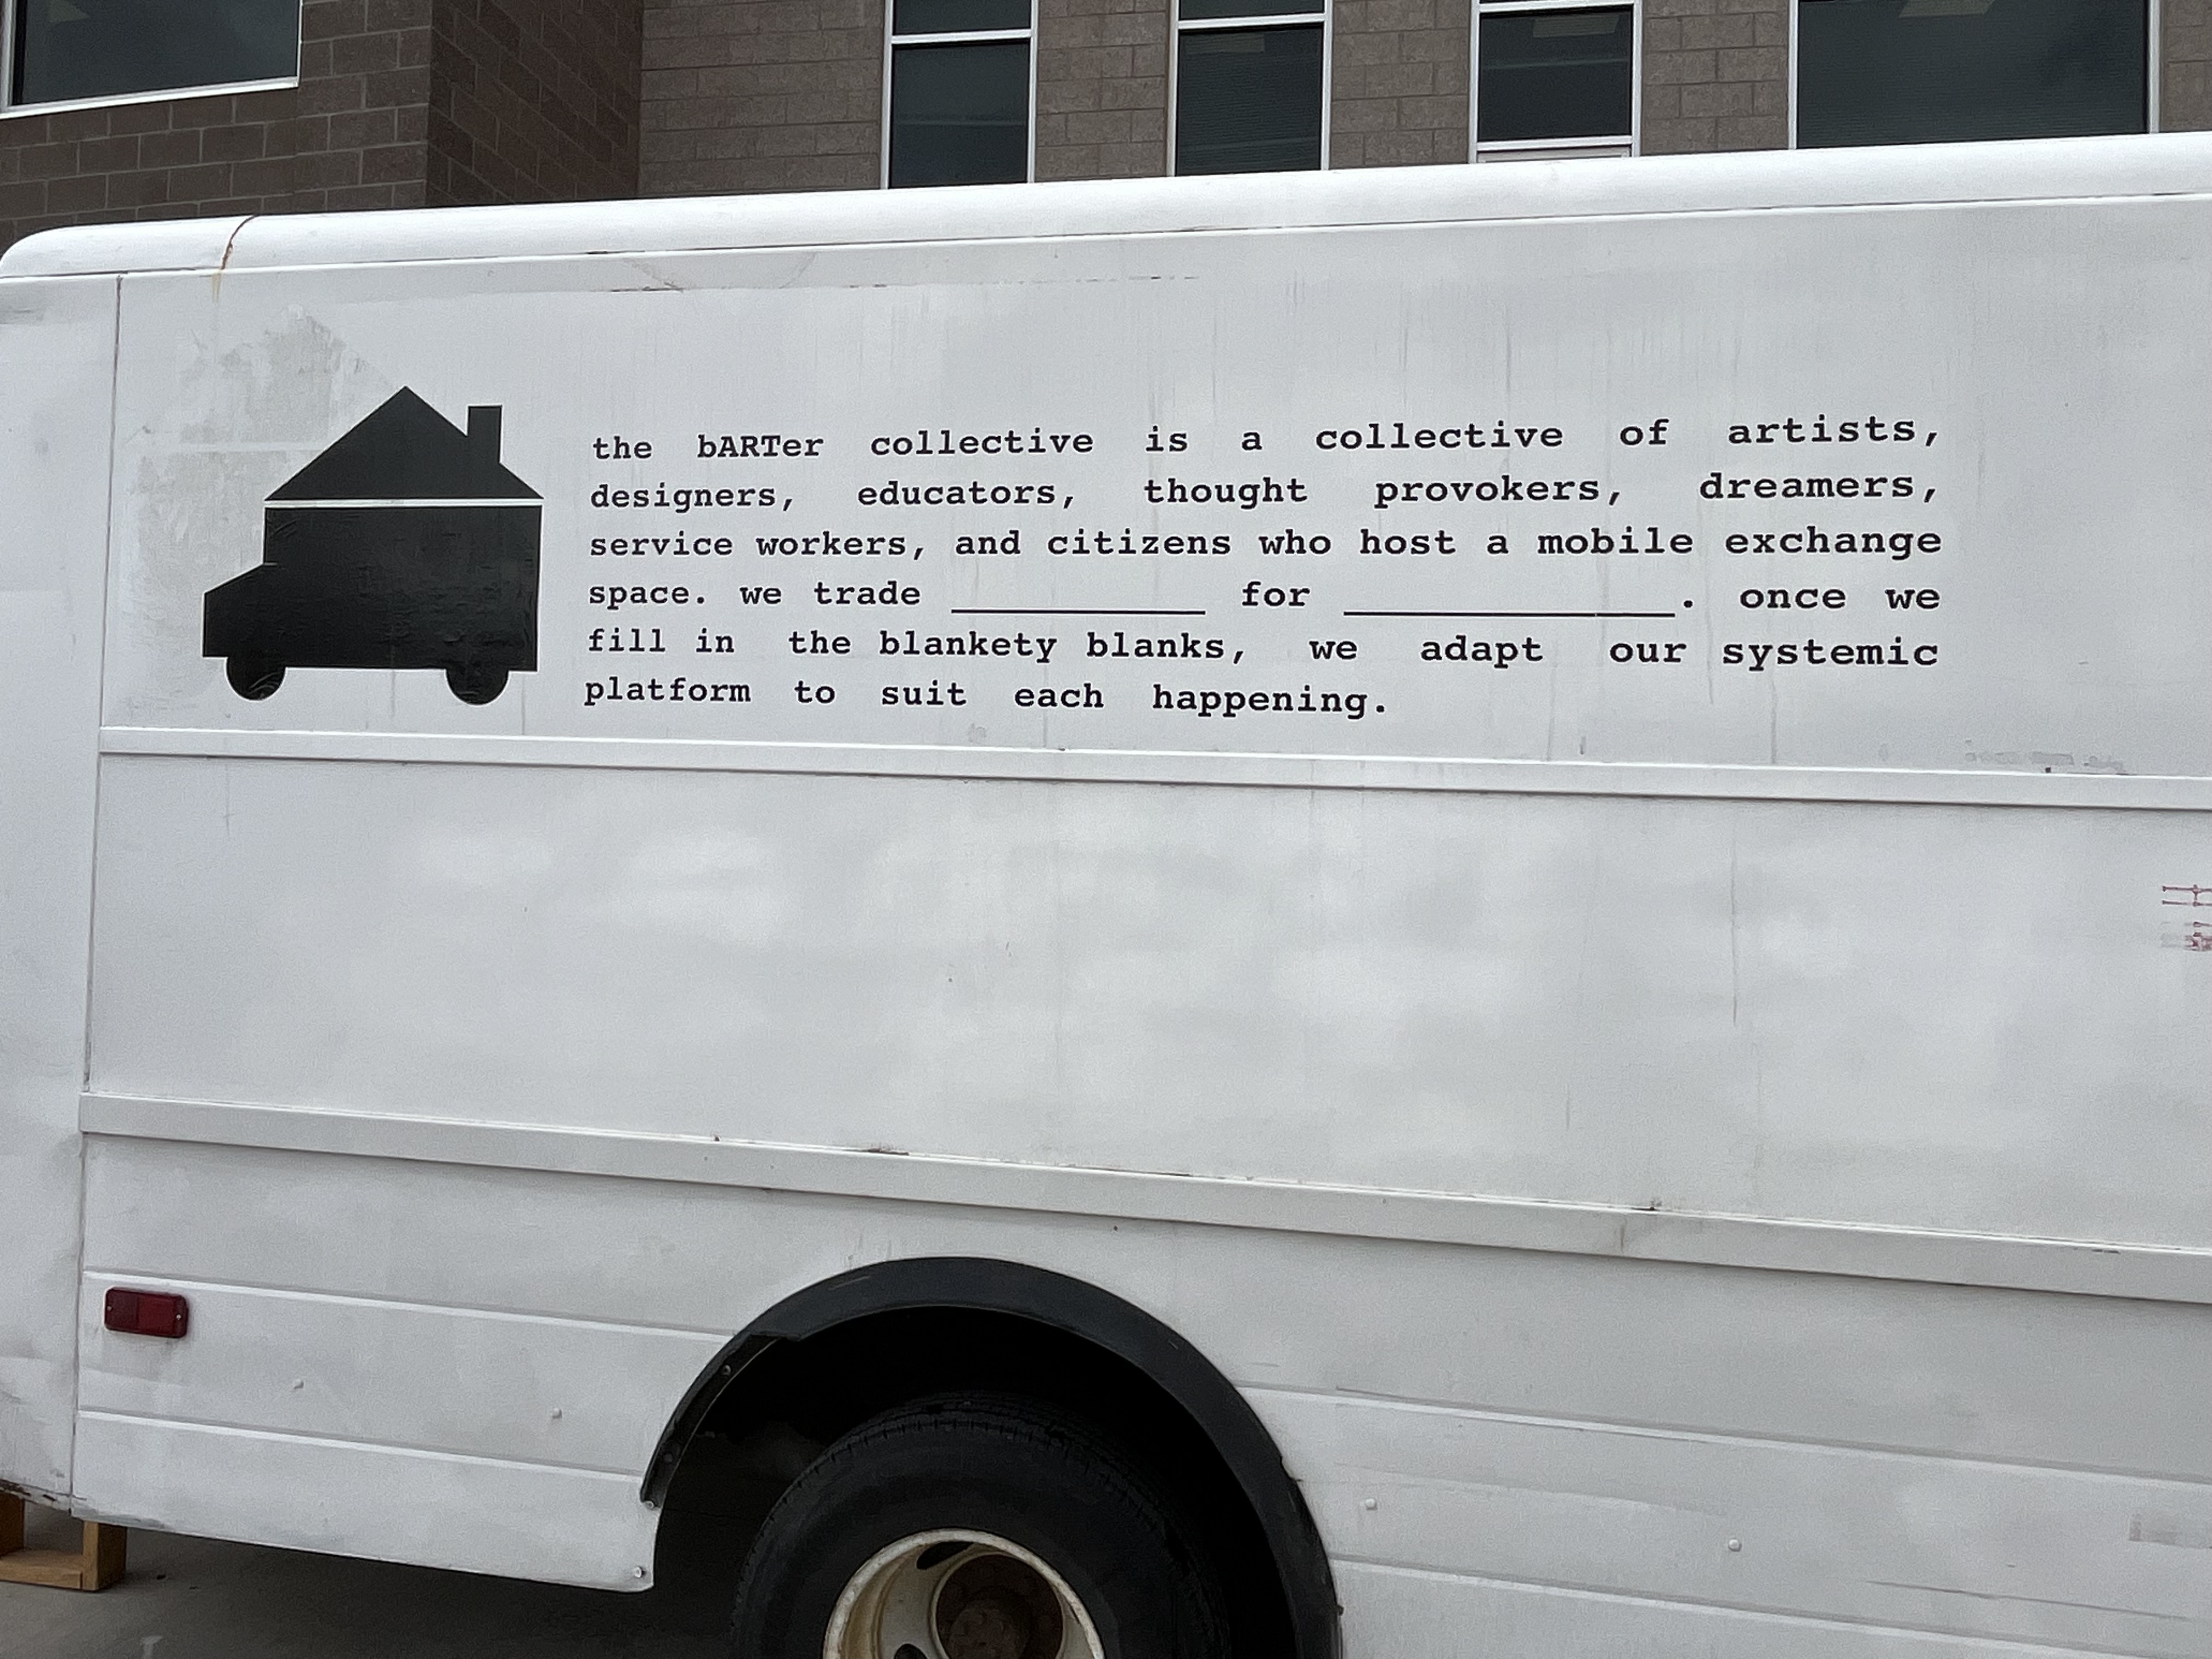 the bARTer collective is a collective of artists,
designers, educators, thought provokers, dreamers,
service workers, and citizens who host a mobile exchange
space. we trade ____________ for ________________. once we
fill in the blankety blanks, we adapt our systemic
platform to suit each happening.